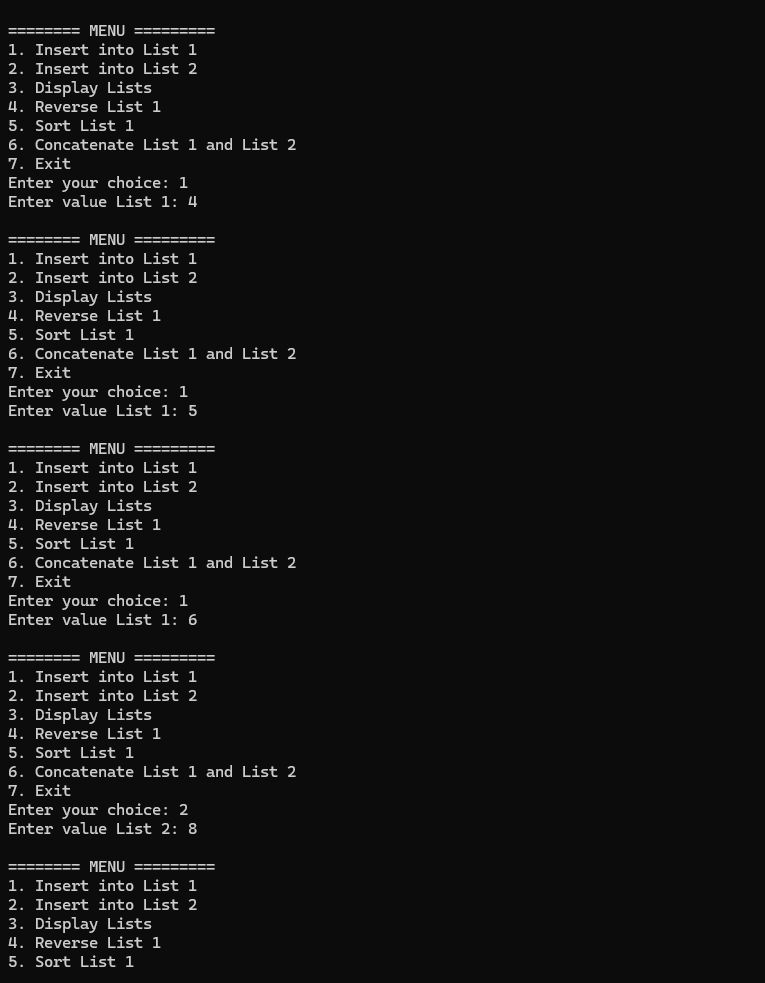 ======== MENU =========
1. Insert into List 1
2. Insert into List 2
3. Display Lists
4. Reverse List 1
5. Sort List 1
6. Concatenate List 1 and List 2
7. Exit
Enter your choice: 1
Enter value List 1: 4

======== MENU =========
1. Insert into List 1
2. Insert into List 2
3. Display Lists
4. Reverse List 1
5. Sort List 1
6. Concatenate List 1 and List 2
7. Exit
Enter your choice: 1
Enter value List 1: 5

======== MENU =========
1. Insert into List 1
2. Insert into List 2
3. Display Lists
4. Reverse List 1
5. Sort List 1
6. Concatenate List 1 and List 2
7. Exit
Enter your choice: 1
Enter value List 1: 6

======== MENU =========
1. Insert into List 1
2. Insert into List 2
3. Display Lists
4. Reverse List 1
5. Sort List 1
6. Concatenate List 1 and List 2
7. Exit
Enter your choice: 2
Enter value List 2: 8

======== MENU =========
1. Insert into List 1
2. Insert into List 2
3. Display Lists
4. Reverse List 1
5. Sort List 1